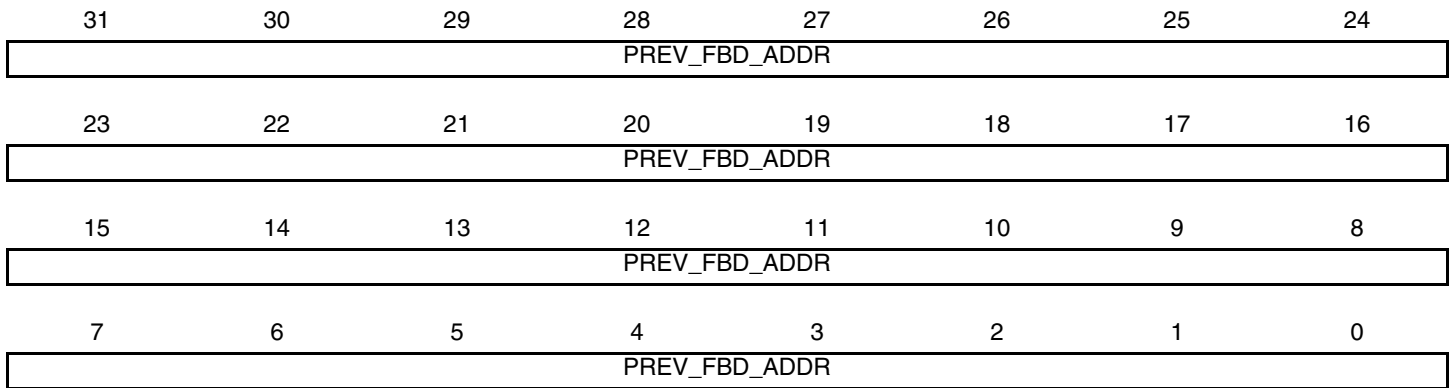 31 30 29 28 27 26 25 24
PREV_FBD_ADDR
23 22 21 20 19 18 17 16
PREV_FBD_ADDR
15 14 13 12 11 10 9 8
PREV_FBD_ADDR
7 6 5 4 3 2 1 0
PREV_FBD_ADDR